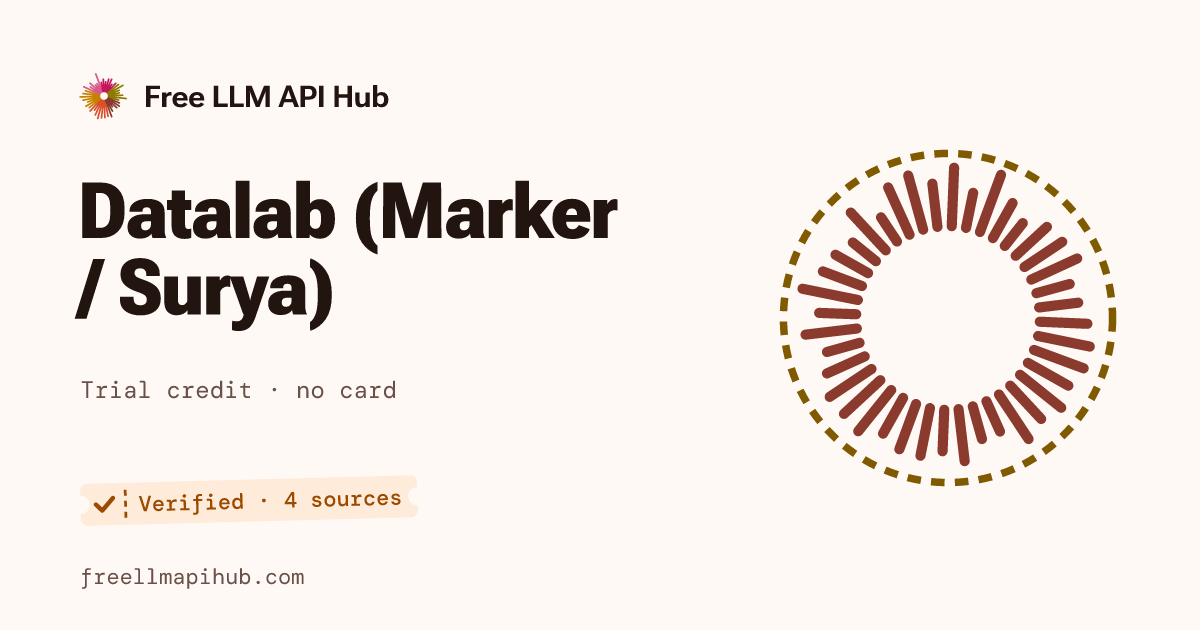 Free LLM API Hub
Datalab (Marker
/ Surya)
Trial credit · no card
Verified · 4 sources
freellmapihub.com